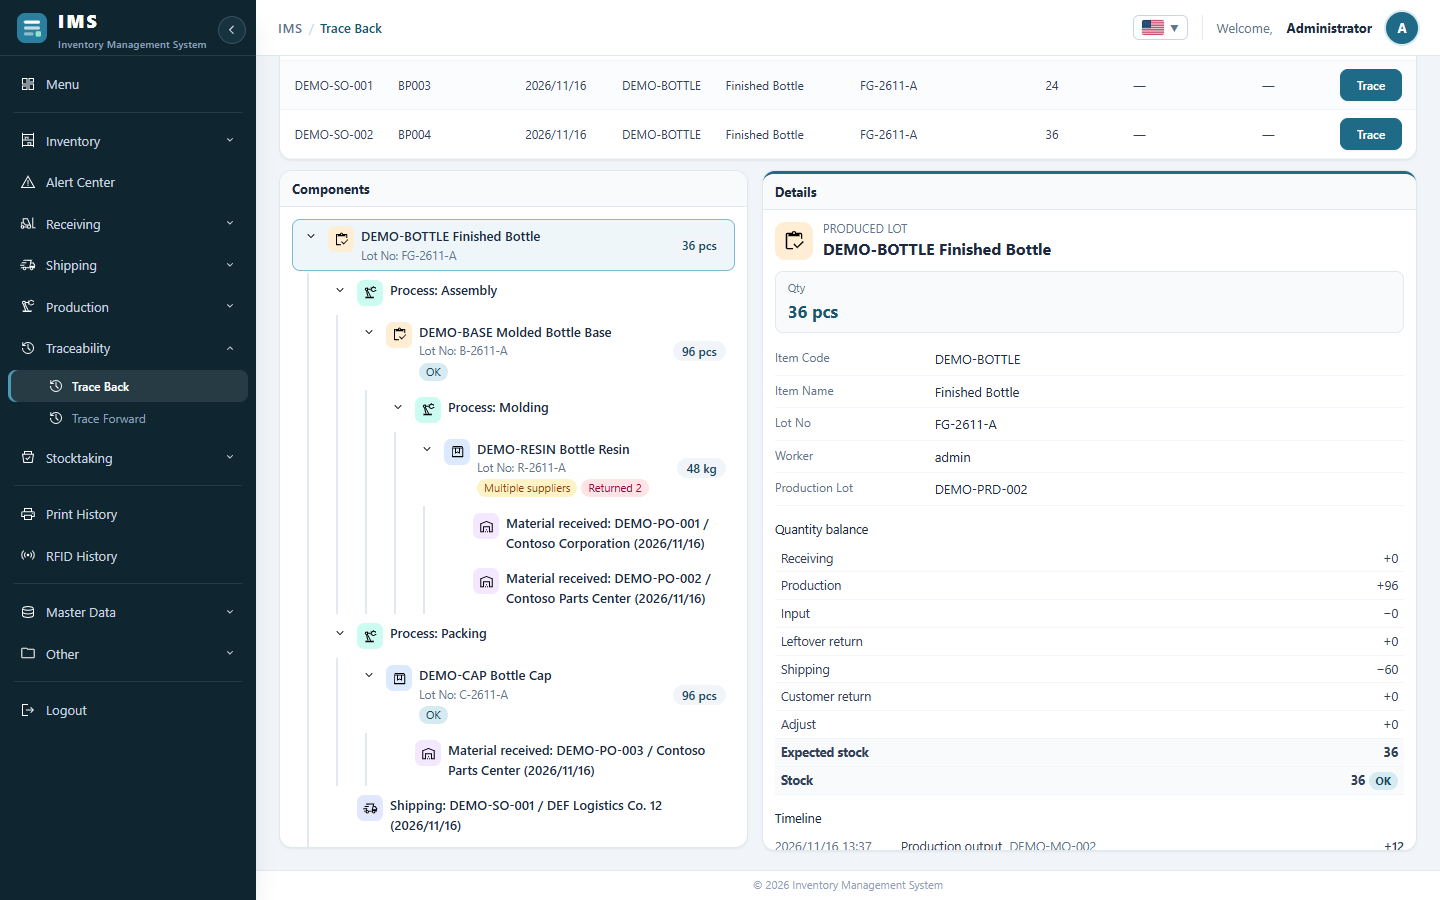 IMS
Inventory Management System
Menu
Inventory
Alert Center
Receiving
Shipping
Production
Traceability
Trace Back
Trace Forward
Stocktaking
Print History
RFID History
Master Data
Other
Logout
IMS / Trace Back
Welcome, Administrator A
DEMO-SO-001 BP003 2026/11/16 DEMO-BOTTLE Finished Bottle FG-2611-A 24 — — Trace
DEMO-SO-002 BP004 2026/11/16 DEMO-BOTTLE Finished Bottle FG-2611-A 36 — — Trace
Components
DEMO-BOTTLE Finished Bottle
Lot No: FG-2611-A
36 pcs
Process: Assembly
DEMO-BASE Molded Bottle Base
Lot No: B-2611-A
96 pcs
OK
Process: Molding
DEMO-RESIN Bottle Resin
Lot No: R-2611-A
48 kg
Multiple suppliers Returned 2
Material received: DEMO-PO-001 /
Contoso Corporation (2026/11/16)
Material received: DEMO-PO-002 /
Contoso Parts Center (2026/11/16)
Process: Packing
DEMO-CAP Bottle Cap
Lot No: C-2611-A
96 pcs
OK
Material received: DEMO-PO-003 / Contoso
Parts Center (2026/11/16)
Shipping: DEMO-SO-001 / DEF Logistics Co. 12
(2026/11/16)
Details
PRODUCED LOT
DEMO-BOTTLE Finished Bottle
Qty
36 pcs
Item Code DEMO-BOTTLE
Item Name Finished Bottle
Lot No FG-2611-A
Worker admin
Production Lot DEMO-PRD-002
Quantity balance
Receiving +0
Production +96
Input −0
Leftover return +0
Shipping −60
Customer return +0
Adjust +0
Expected stock 36
Stock 36 OK
Timeline
2026/11/16 13:37 Production output DEMO-MO-002 +12
© 2026 Inventory Management System